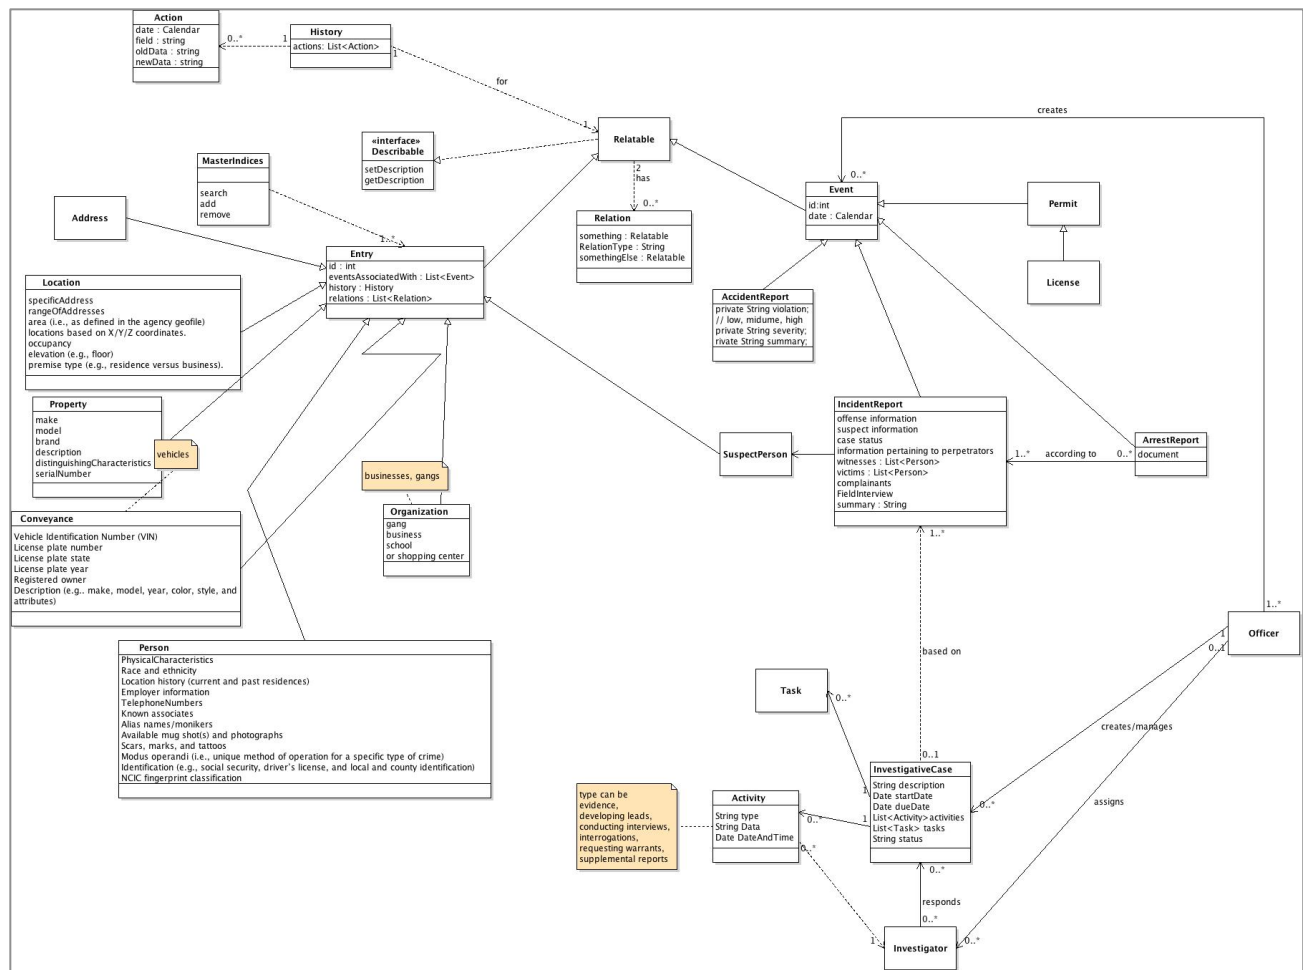 Action
date : Calendar
field : string
oldData : string
newData : string
0..*
1
History
actions: List<Action>
1
for
1
Relatable
creates
«interface»
Describable
setDescription
getDescription
2
has
0..*
MasterIndices
search
add
remove
1..*
Address
Relation
something : Relatable
RelationType : String
somethingElse : Relatable
0..*
Event
id:int
date : Calendar
Permit
License
Entry
id : int
eventsAssociatedWith : List<Event>
history : History
relations : List<Relation>
Location
specificAddress
rangeOfAddresses
area (i.e., as defined in the agency geofile)
locations based on X/Y/Z coordinates.
occupancy
elevation (e.g., floor)
premise type (e.g., residence versus business).
AccidentReport
private String violation;
// low, midume, high
private String severity;
rivate String summary;
Property
make
model
brand
description
distinguishingCharacteristics
serialNumber
vehicles
businesses, gangs
SuspectPerson
IncidentReport
offense information
suspect information
case status
information pertaining to perpetrators
witnesses : List<Person>
victims : List<Person>
complainants
FieldInterview
summary : String
1..*
according to
0..*
ArrestReport
document
Organization
gang
business
school
or shopping center
Conveyance
Vehicle Identification Number (VIN)
License plate number
License plate state
License plate year
Registered owner
Description (e.g.. make, model, year, color, style, and
attributes)
1..*
1..*
Officer
1
0..1
Person
PhysicalCharacteristics
Race and ethnicity
Location history (current and past residences)
Employer information
TelephoneNumbers
Known associates
Alias names/monikers
Available mug shot(s) and photographs
Scars, marks, and tattoos
Modus operandi (i.e., unique method of operation for a specific type of crime)
Identification (e.g., social security, driver's license, and local and county identification)
NCIC fingerprint classification
based on
Task
0..*
creates/manages
0..1
InvestigativeCase
String description
Date startDate
Date dueDate
List<Activity>activities
List<Task> tasks
String status
1
1
0..*
assigns
type can be
evidence,
developing leads,
conducting interviews,
interrogations,
requesting warrants,
supplemental reports
Activity
String type
String Data
Date DateAndTime
0..*
0..*
0..*
responds
0..*
1
Investigator
0..*